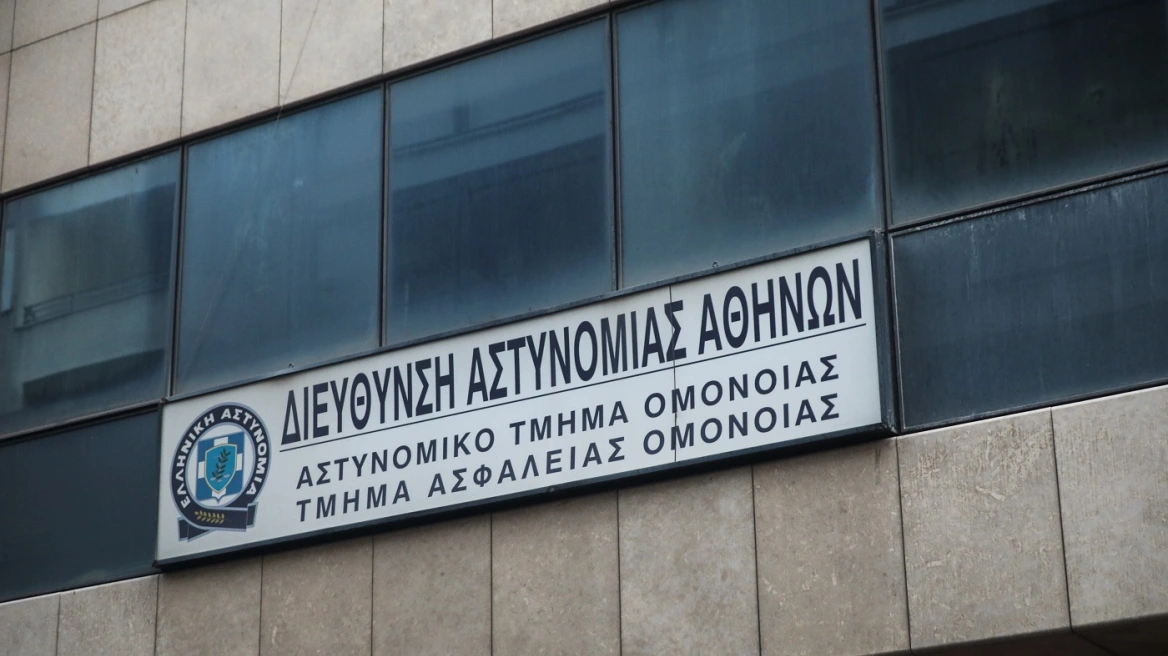 ΔΙΕΥΘΥΝΣΗ ΑΣΤΥΝΟΜΙΑΣ ΑΘΗΝΩΝ
ΑΣΤΥΝΟΜΙΚΟ ΤΜΗΜΑ ΟΜΟΝΟΙΑΣ
ΤΜΗΜΑ ΑΣΦΑΛΕΙΑΣ ΟΜΟΝΟΙΑΣ
ΕΛΛΗΝΙΚΗ ΑΣΤΥΝΟΜΙΑ